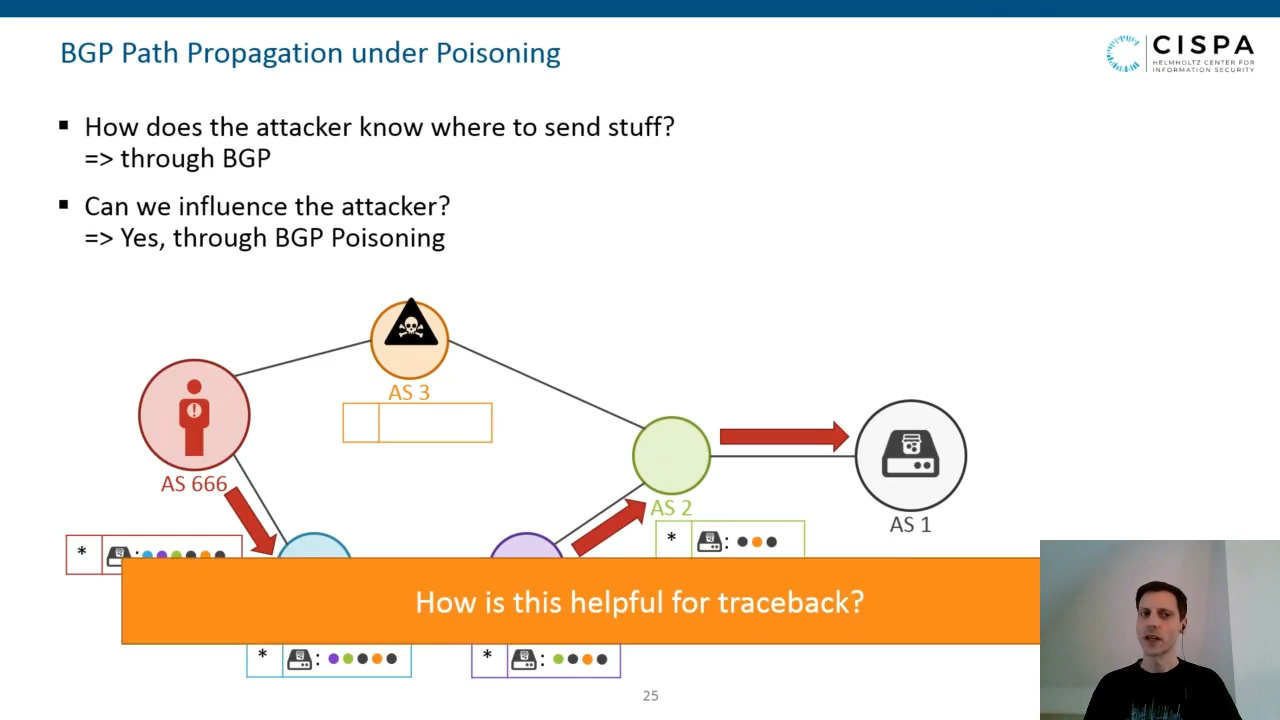 BGP Path Propagation under Poisoning
CISPA
HELMHOLTZ CENTER FOR
INFORMATION SECURITY
▪ How does the attacker know where to send stuff?
=> through BGP
▪ Can we influence the attacker?
=> Yes, through BGP Poisoning
AS 3
AS 666
AS 2
AS 1
* :
* :
How is this helpful for traceback?
* :
* :
25